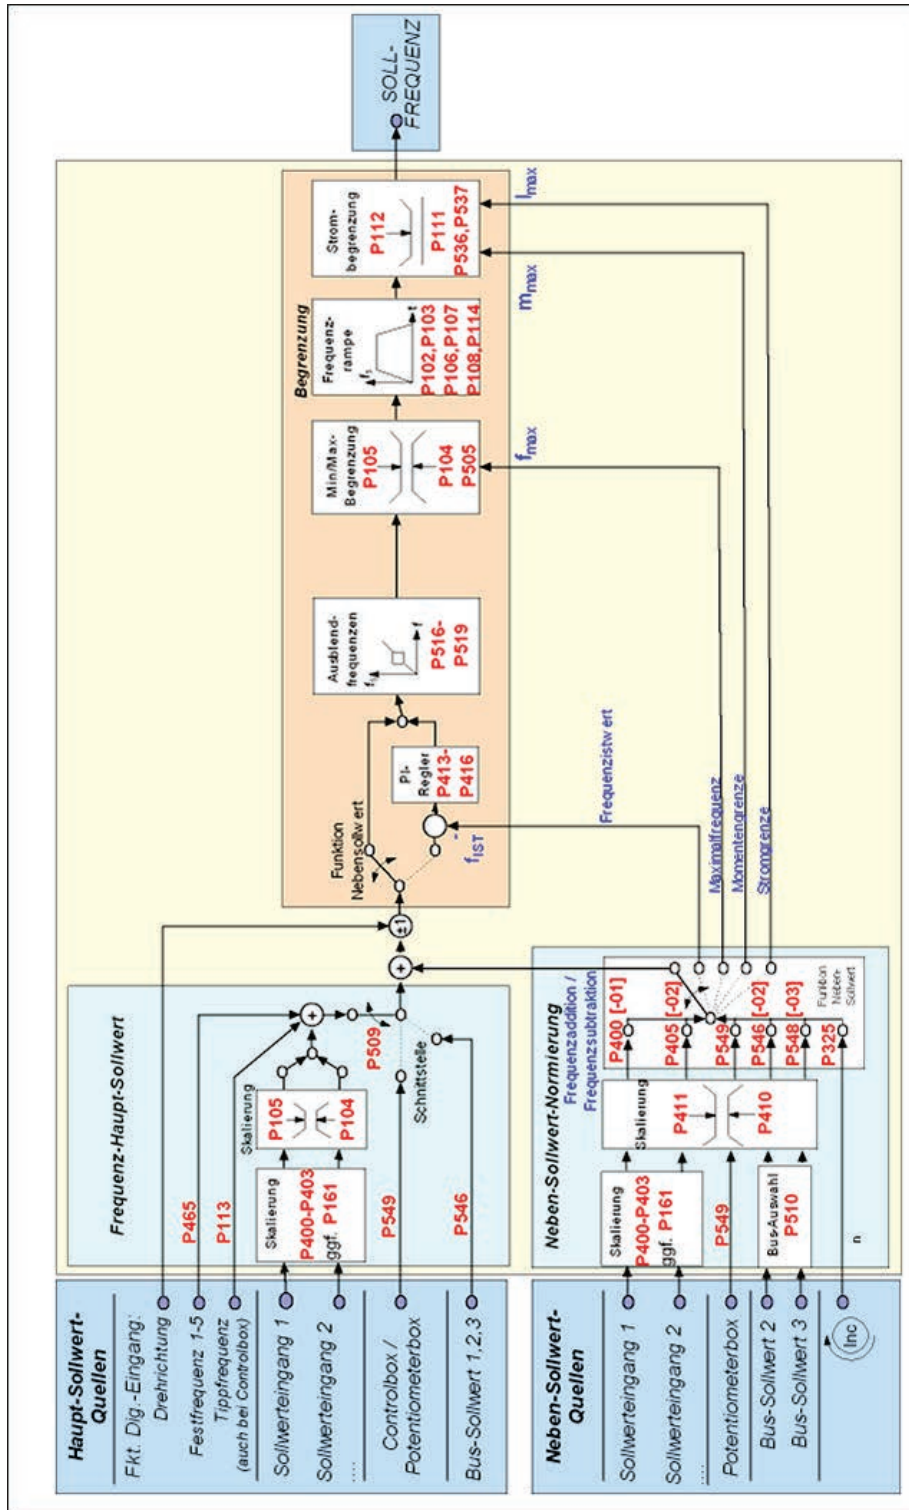 Haupt-Sollwert-
Quellen
Fkt. Dig.-Eingang:
Drehrichtung
Festfrequenz 1-5
Tippfrequenz
(auch bei Controlbox)
Sollwerteingang 1
Sollwerteingang 2
....
Controlbox /
Potentiometerbox
Bus-Sollwert 1,2,3
Frequenz-Haupt-Sollwert
P465
P113
Skalierung
P400-P403
ggf. P161
Skalierung
P105
P104
P549
P546
P509
Schnittstelle
+
+
±1
Neben-Sollwert-
Quellen
Sollwerteingang 1
Sollwerteingang 2
....
Potentiometerbox
Bus-Sollwert 2
Bus-Sollwert 3
Inc
Neben-Sollwert-Normierung
Skalierung
P400-P403
ggf. P161
P549
Bus-Auswahl
P510
n
Skalierung
P411
P410
Frequenzaddition /
Frequenzsubtraktion
P400 [-01]
P405 [-02]
P549
P546 [-02]
P548 [-03]
P325
Funktion
Neben-
Sollwert
Frequenzistwert
Maximalfrequenz
Momentengrenze
Stromgrenze
Begrenzung
Funktion
Nebensollwert
-
fIST
PI-
Regler
P413-
P416
Ausblend-
frequenzen
fs
f
P516-
P519
Min/Max-
Begrenzung
P105
P104
P505
fmax
Frequenz-
rampe
fs
t
P102,P103
P106,P107
P108,P114
Strom-
begrenzung
P112
P111
P536,P537
mmax
Imax
SOLL-
FREQUENZ